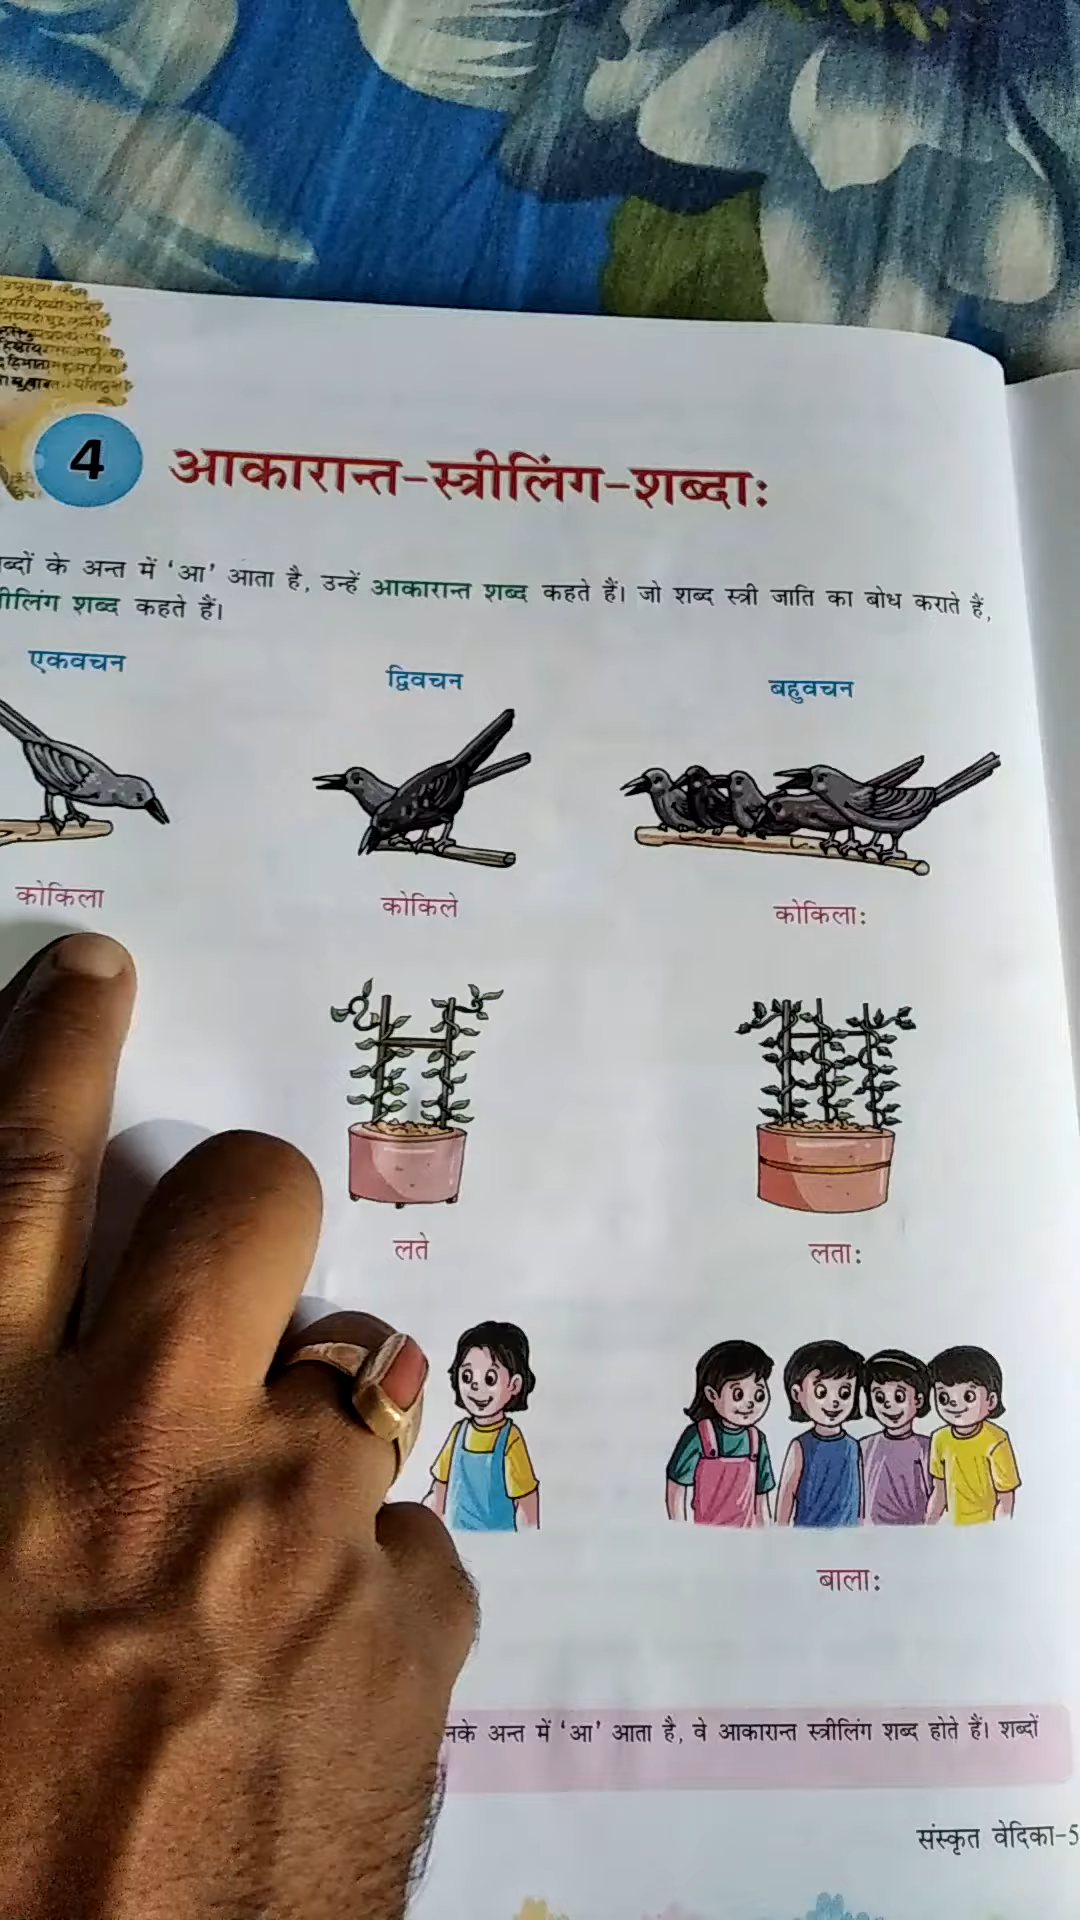 4
आकारान्त-स्त्रीलिंग-शब्दाः
के अन्त में ‘आ’ आता है, उन्हें आकारान्त शब्द कहते हैं। जो शब्द स्त्री जाति का बोध कराते हैं,
शब्द कहते हैं।
एकवचन द्विवचन बहुवचन
कोकिला कोकिले कोकिलाः
लते लताः
बालाः
अन्त में ‘आ’ आता है, वे आकारान्त स्त्रीलिंग शब्द होते हैं। शब्दों
संस्कृत वेदिका-5